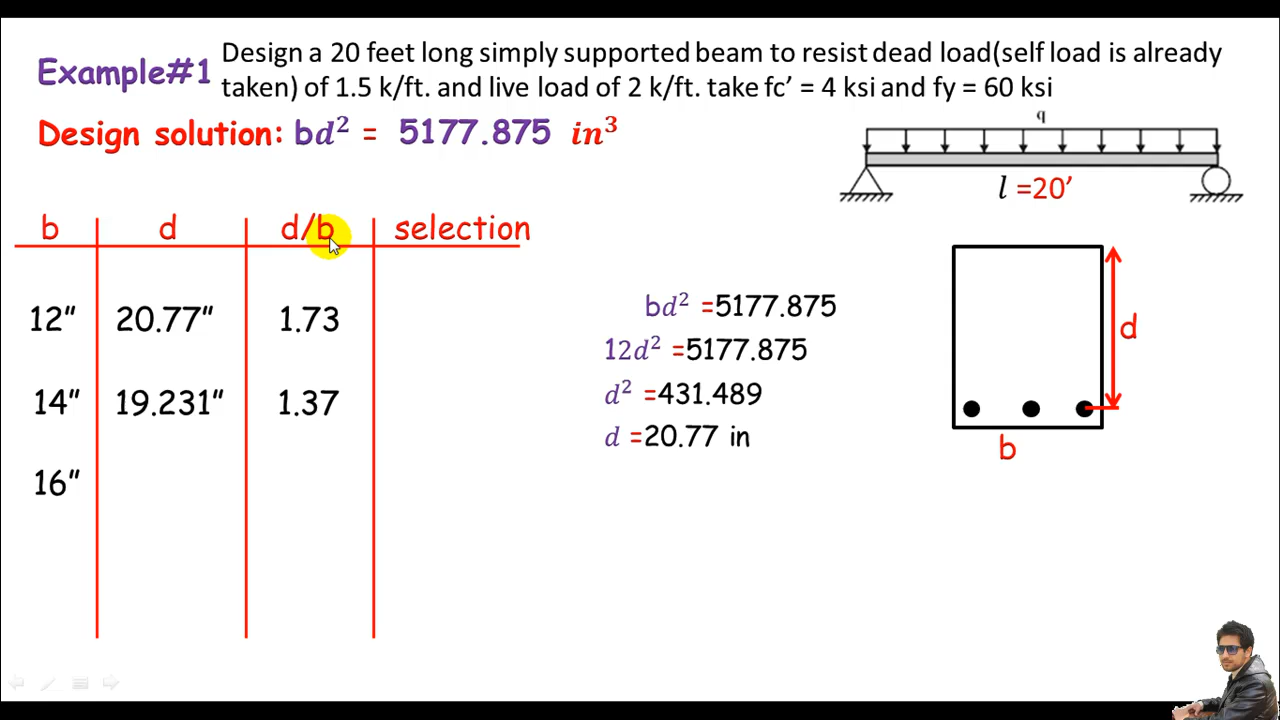 Example#1
Design a 20 feet long simply supported beam to resist dead load(self load is already
taken) of 1.5 k/ft. and live load of 2 k/ft. take fc’ = 4 ksi and fy = 60 ksi
Design solution: bd² = 5177.875 in³
q
l =20’
b d d/b selection
12” 20.77” 1.73
14” 19.231” 1.37
16”
bd² =5177.875
12d² =5177.875
d² =431.489
d =20.77 in
d
b